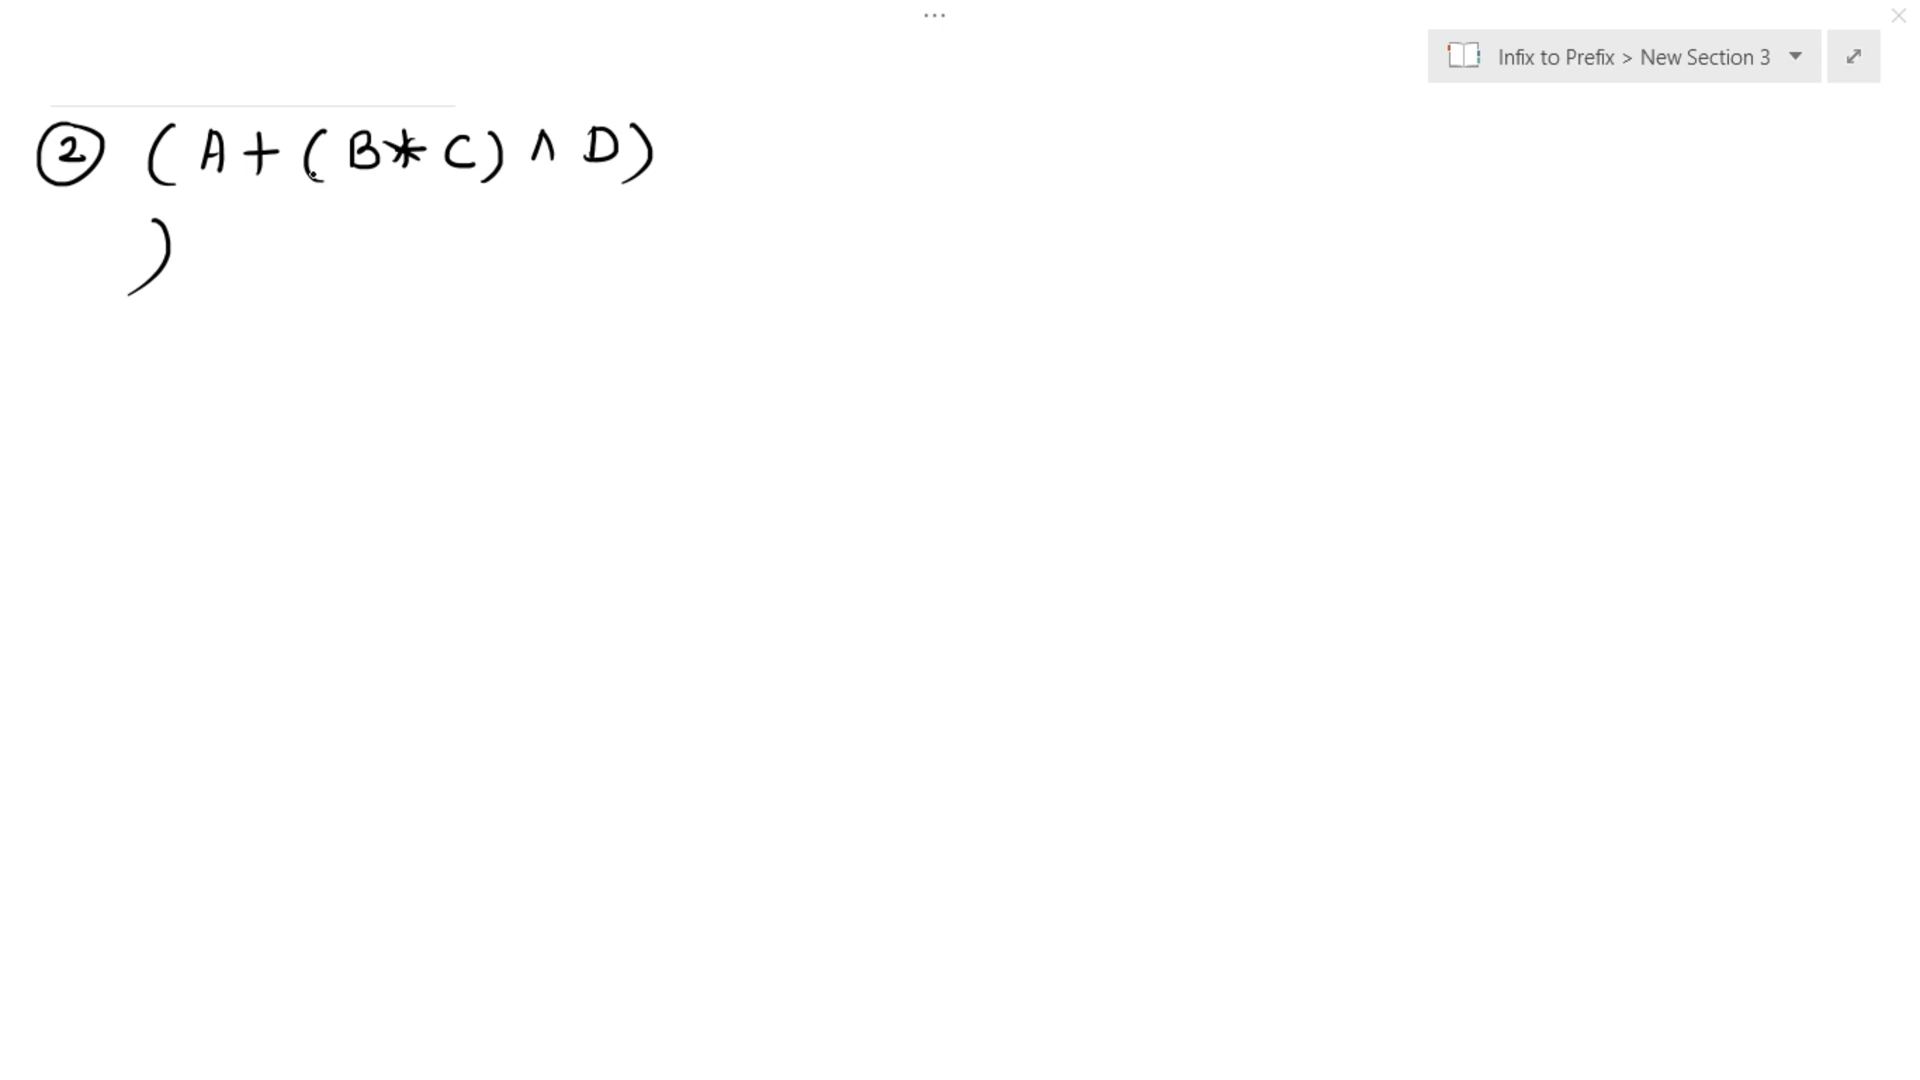 ...
Infix to Prefix > New Section 3
② (A+(B*C)^D)
)